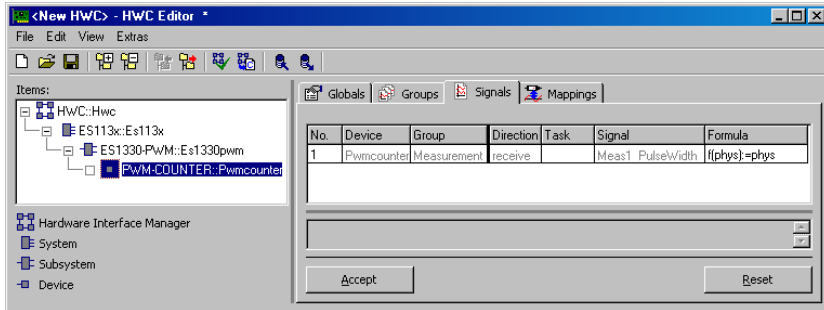 <New HWC> - HWC Editor *
File Edit View Extras
Items:
HWC::Hwc
ES113x::Es113x
ES1330-PWM::Es1330pwm
PWM-COUNTER::Pwmcounter
Hardware Interface Manager
System
Subsystem
Device
Globals Groups Signals Mappings
No. Device Group Direction Task Signal Formula
1 Pwmcounter Measurement receive Meas1_PulseWidth f(phys):=phys
Accept Reset